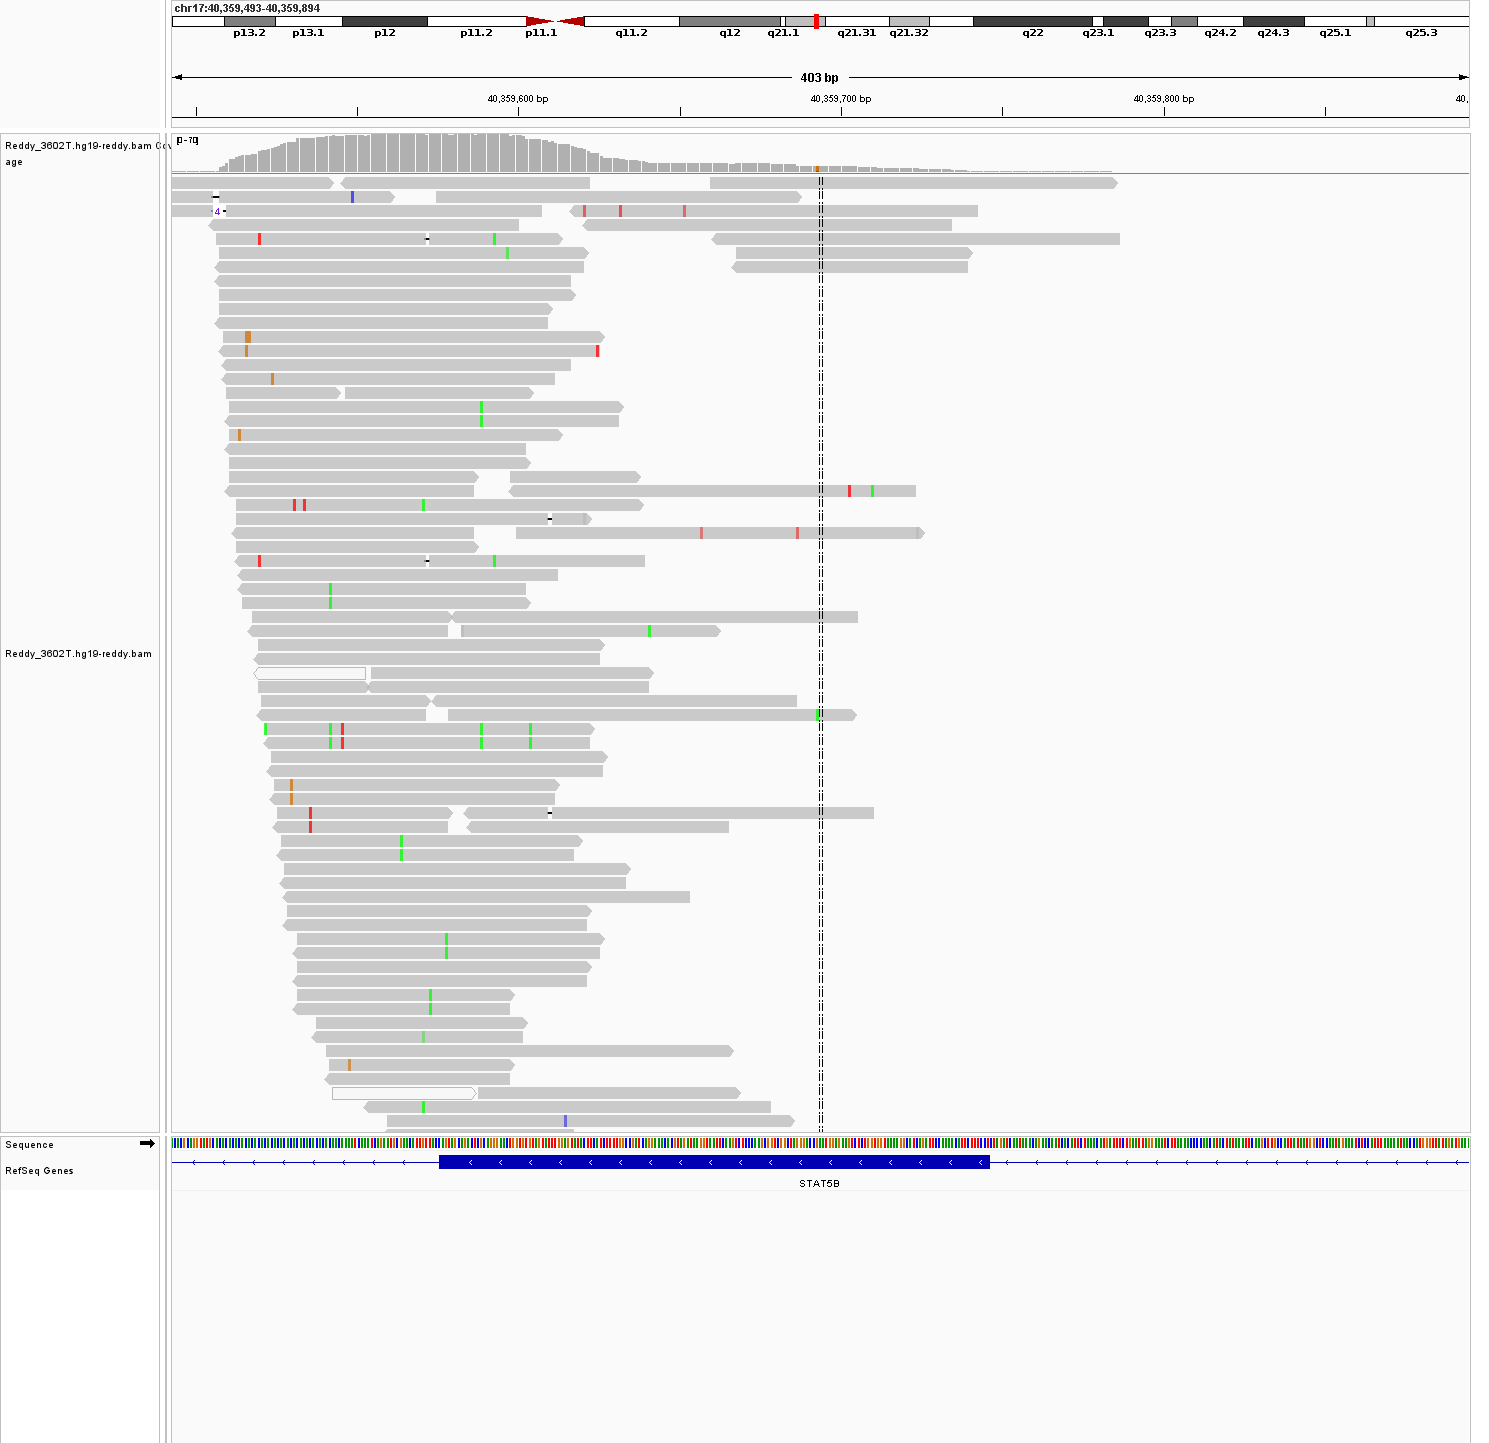 chr17:40,359,493-40,359,894
p13.2 p13.1 p12 p11.2 p11.1 q11.2 q12 q21.1 q21.31 q21.32 q22 q23.1 q23.3 q24.2 q24.3 q25.1 q25.3
403 bp
40,359,600 bp 40,359,700 bp 40,359,800 bp 40,
Reddy_3602T.hg19-reddy.bam Cov
age
[0 - 70]
4
Reddy_3602T.hg19-reddy.bam
Sequence
RefSeq Genes
STAT5B